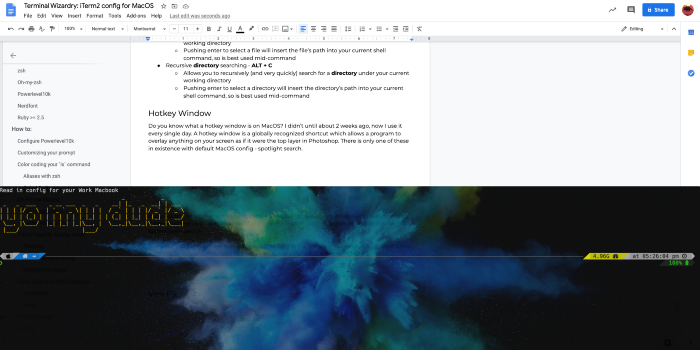 Terminal Wizardry: iTerm2 config for MacOS
File Edit View Insert Format Tools Add-ons Help Last edit was seconds ago
Share
100% Normal text Montserrat 11 Editing
zsh
Oh-my-zsh
Powerlevel10k
Nerdfont
Ruby >= 2.5
How to:
Configure Powerlevel10k
Customizing your prompt
Color coding your `ls` command
Aliases with zsh
working directory
Pushing enter to select a file will insert the file's path into your current shell
command, so is best used mid-command
Recursive directory searching - ALT + C
Allows you to recursively (and very quickly) search for a directory under your current
working directory
Pushing enter to select a directory will insert the directory's path into your current
shell command, so is best used mid-command
Hotkey Window
Do you know what a hotkey window is on MacOS? I didn't until about 2 weeks ago, now I use it
every single day. A hotkey window is a globally recognized shortcut which allows a program to
overlay anything on your screen as if it were the top layer in Photoshop. There is only one of these
in existence with default MacOS config - spotlight search.
Read in config for your Work Macbook
yo my dude
~ 4.96G at 05:26:04 pm
100%